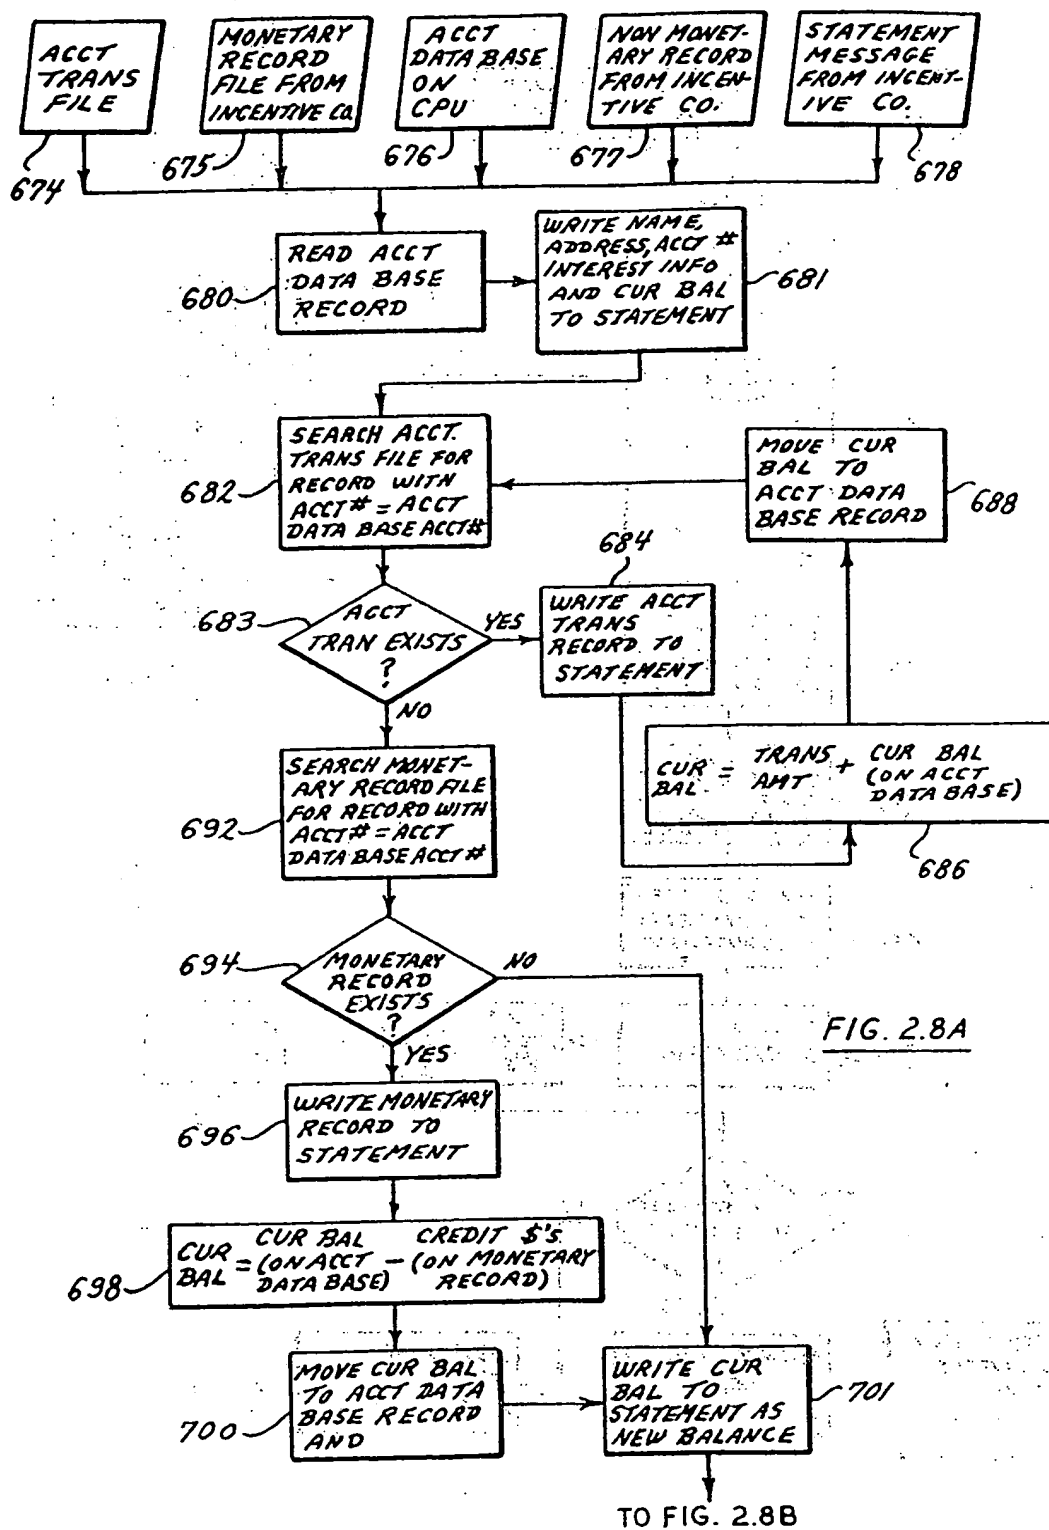 ACCT
TRANS
FILE
674
MONETARY
RECORD
FILE FROM
INCENTIVE CO.
675
ACCT
DATA BASE
ON
CPU
676
NON MONET-
ARY RECORD
FROM INCEN-
TIVE CO.
677
STATEMENT
MESSAGE
FROM INCENT-
IVE CO.
678
READ ACCT
DATA BASE
RECORD
680
WRITE NAME,
ADDRESS, ACCT #
INTEREST INFO
AND CUR BAL
TO STATEMENT
681
SEARCH ACCT.
TRANS FILE FOR
RECORD WITH
ACCT # = ACCT
DATA BASE ACCT #
682
MOVE CUR
BAL TO
ACCT DATA
BASE RECORD
688
ACCT
TRAN EXISTS
?
683
YES
NO
684
WRITE ACCT
TRANS
RECORD TO
STATEMENT
CUR BAL = TRANS AMT + CUR BAL
(ON ACCT
DATA BASE)
686
SEARCH MONET-
ARY RECORD FILE
FOR RECORD WITH
ACCT # = ACCT
DATA BASE ACCT #
692
MONETARY
RECORD
EXISTS
?
694
NO
YES
FIG. 2.8A
WRITE MONETARY
RECORD TO
STATEMENT
696
CUR BAL = CUR BAL (ON ACCT DATA BASE) - CREDIT $'s. (ON MONETARY RECORD)
698
MOVE CUR BAL
TO ACCT DATA
BASE RECORD
AND
700
WRITE CUR
BAL TO
STATEMENT AS
NEW BALANCE
701
TO FIG. 2.8B